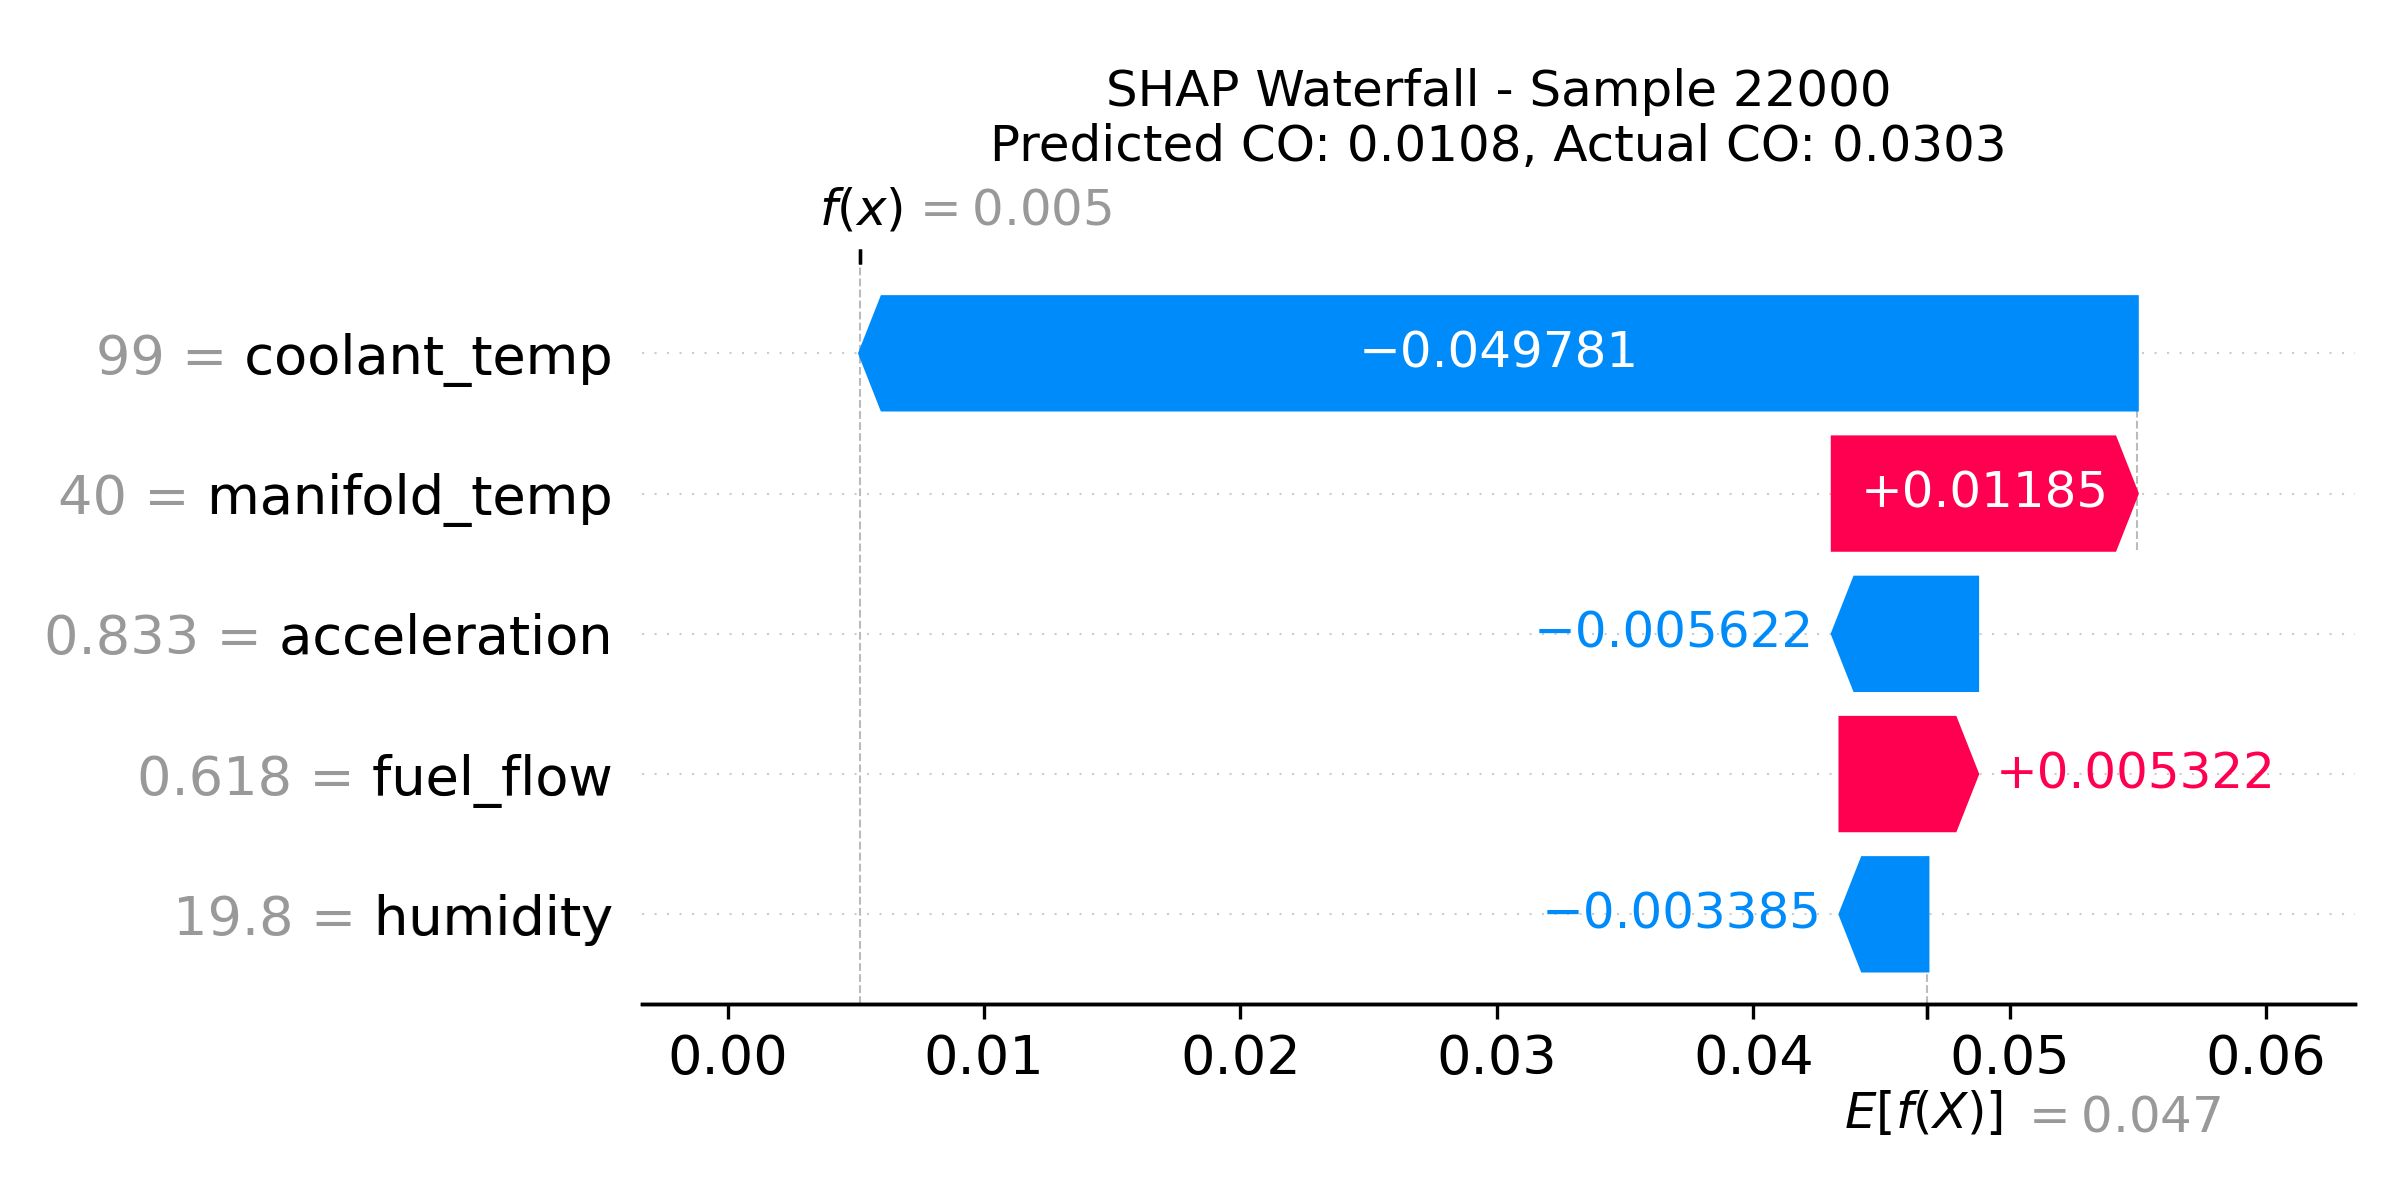 SHAP Waterfall - Sample 22000
Predicted CO: 0.0108, Actual CO: 0.0303
f(x) = 0.005
99 = coolant_temp
−0.049781
40 = manifold_temp
+0.01185
0.833 = acceleration
−0.005622
0.618 = fuel_flow
+0.005322
19.8 = humidity
−0.003385
0.00 0.01 0.02 0.03 0.04 0.05 0.06
E[f(X)] = 0.047